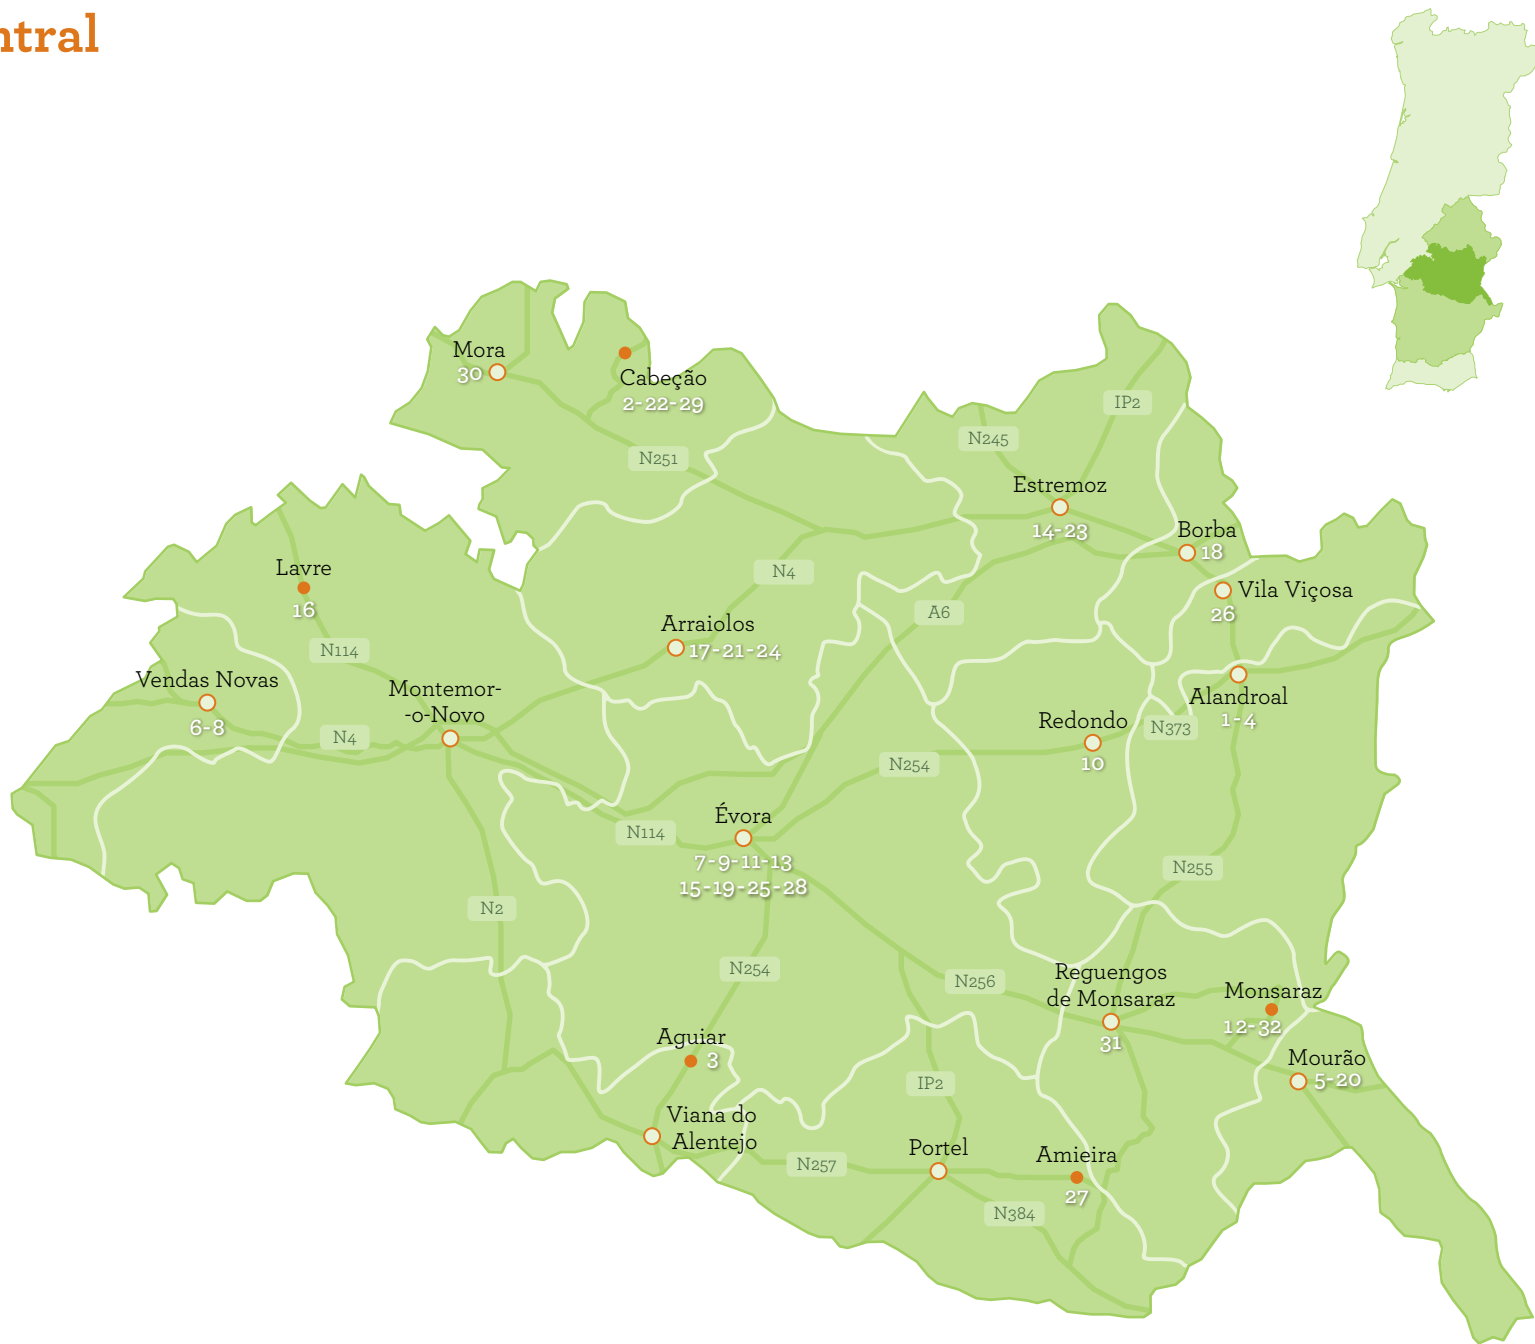 ntral
Mora
30
Cabeção
2-22-29
N251
N245
IP2
Estremoz
14-23
Borba
18
Vila Viçosa
26
Lavre
16
N4
A6
Arraiolos
17-21-24
N114
Vendas Novas
6-8
Montemor-
-o-Novo
N4
Alandroal
1-4
Redondo
10
N373
N254
Évora
7-9-11-13
15-19-25-28
N114
N255
N2
N254
N256
Reguengos
de Monsaraz
31
Monsaraz
12-32
Aguiar
3
Mourão
5-20
IP2
Viana do
Alentejo
N257
Portel
Amieira
27
N384